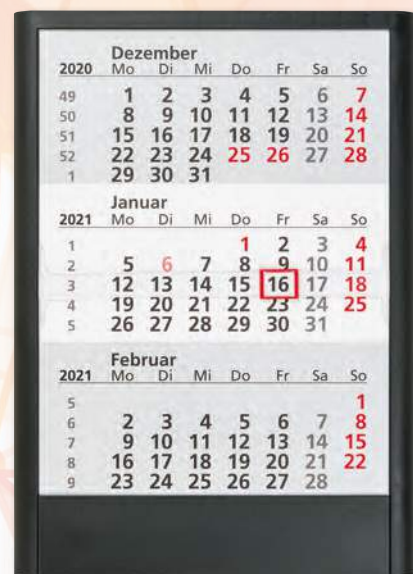 Dezember
2020 Mo Di Mi Do Fr Sa So
49 1 2 3 4 5 6 7
50 8 9 10 11 12 13 14
51 15 16 17 18 19 20 21
52 22 23 24 25 26 27 28
1 29 30 31
Januar
2021 Mo Di Mi Do Fr Sa So
1 1 2 3 4
2 5 6 7 8 9 10 11
3 12 13 14 15 16 17 18
4 19 20 21 22 23 24 25
5 26 27 28 29 30 31
Februar
2021 Mo Di Mi Do Fr Sa So
5 1
6 2 3 4 5 6 7 8
7 9 10 11 12 13 14 15
8 16 17 18 19 20 21 22
9 23 24 25 26 27 28